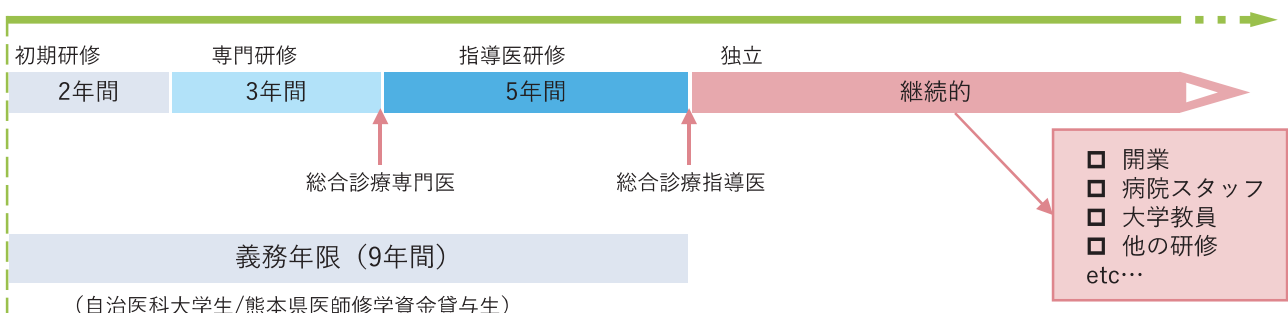 初期研修 専門研修 指導医研修 独立
2年間 3年間 5年間 継続的
総合診療専門医 総合診療指導医
開業
病院スタッフ
大学教員
他の研修
etc…
義務年限（9年間）
（自治医科大学生/熊本県医師修学資金貸与生）